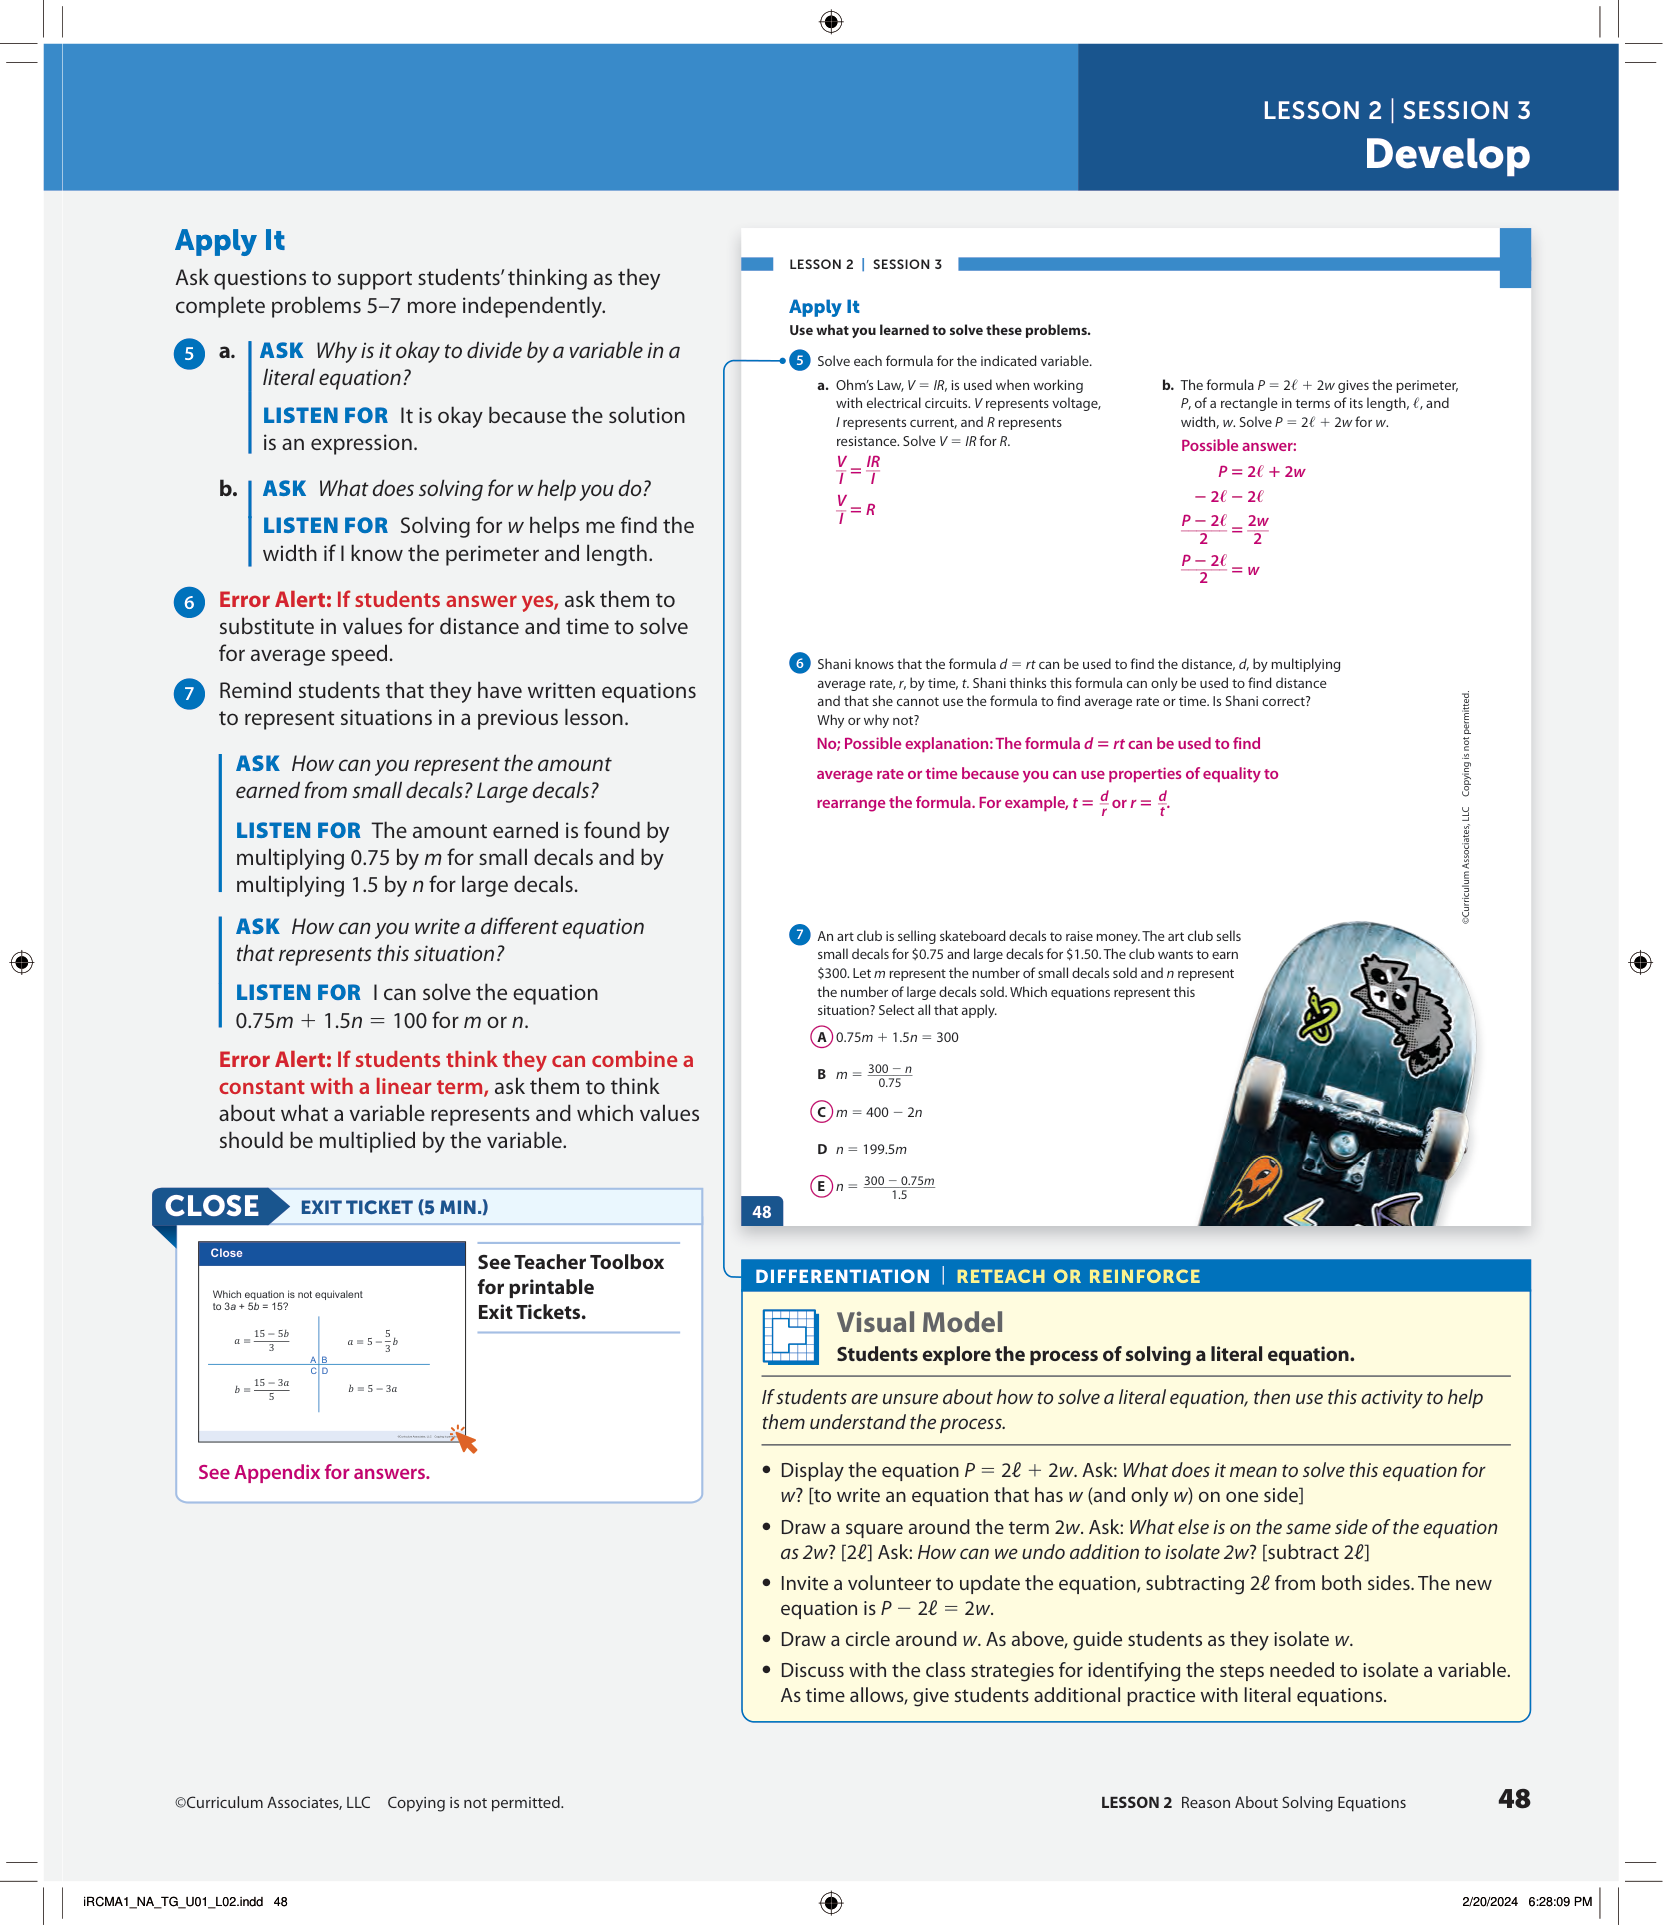 LESSON 2 | SESSION 3
Develop
Apply It
Ask questions to support students' thinking as they
complete problems 5–7 more independently.
5 a. ASK Why is it okay to divide by a variable in a
literal equation?
LISTEN FOR It is okay because the solution
is an expression.
b. ASK What does solving for w help you do?
LISTEN FOR Solving for w helps me find the
width if I know the perimeter and length.
6 Error Alert: If students answer yes, ask them to
substitute in values for distance and time to solve
for average speed.
7 Remind students that they have written equations
to represent situations in a previous lesson.
ASK How can you represent the amount
earned from small decals? Large decals?
LISTEN FOR The amount earned is found by
multiplying 0.75 by m for small decals and by
multiplying 1.5 by n for large decals.
ASK How can you write a different equation
that represents this situation?
LISTEN FOR I can solve the equation
0.75m + 1.5n = 100 for m or n.
Error Alert: If students think they can combine a
constant with a linear term, ask them to think
about what a variable represents and which values
should be multiplied by the variable.
CLOSE EXIT TICKET (5 MIN.)
Close
Which equation is not equivalent
to 3a + 5b = 15?
a = (15 − 5b)/3
a = 5 − 5/3 b
A B
C D
b = (15 − 3a)/5
b = 5 − 3a
See Teacher Toolbox
for printable
Exit Tickets.
See Appendix for answers.
LESSON 2 | SESSION 3
Apply It
Use what you learned to solve these problems.
5 Solve each formula for the indicated variable.
a. Ohm's Law, V = IR, is used when working
with electrical circuits. V represents voltage,
I represents current, and R represents
resistance. Solve V = IR for R.
V/I = IR/I
V/I = R
b. The formula P = 2ℓ + 2w gives the perimeter,
P, of a rectangle in terms of its length, ℓ, and
width, w. Solve P = 2ℓ + 2w for w.
Possible answer:
P = 2ℓ + 2w
− 2ℓ − 2ℓ
(P − 2ℓ)/2 = 2w/2
(P − 2ℓ)/2 = w
6 Shani knows that the formula d = rt can be used to find the distance, d, by multiplying
average rate, r, by time, t. Shani thinks this formula can only be used to find distance
and that she cannot use the formula to find average rate or time. Is Shani correct?
Why or why not?
No; Possible explanation: The formula d = rt can be used to find
average rate or time because you can use properties of equality to
rearrange the formula. For example, t = d/r or r = d/t.
©Curriculum Associates, LLC Copying is not permitted.
7 An art club is selling skateboard decals to raise money. The art club sells
small decals for $0.75 and large decals for $1.50. The club wants to earn
$300. Let m represent the number of small decals sold and n represent
the number of large decals sold. Which equations represent this
situation? Select all that apply.
A 0.75m + 1.5n = 300
B m = (300 − n)/0.75
C m = 400 − 2n
D n = 199.5m
E n = (300 − 0.75m)/1.5
48
DIFFERENTIATION | RETEACH OR REINFORCE
Visual Model
Students explore the process of solving a literal equation.
If students are unsure about how to solve a literal equation, then use this activity to help
them understand the process.
• Display the equation P = 2ℓ + 2w. Ask: What does it mean to solve this equation for
w? [to write an equation that has w (and only w) on one side]
• Draw a square around the term 2w. Ask: What else is on the same side of the equation
as 2w? [2ℓ] Ask: How can we undo addition to isolate 2w? [subtract 2ℓ]
• Invite a volunteer to update the equation, subtracting 2ℓ from both sides. The new
equation is P − 2ℓ = 2w.
• Draw a circle around w. As above, guide students as they isolate w.
• Discuss with the class strategies for identifying the steps needed to isolate a variable.
As time allows, give students additional practice with literal equations.
©Curriculum Associates, LLC Copying is not permitted.
LESSON 2 Reason About Solving Equations 48
iRCMA1_NA_TG_U01_L02.indd 48
2/20/2024 6:28:09 PM